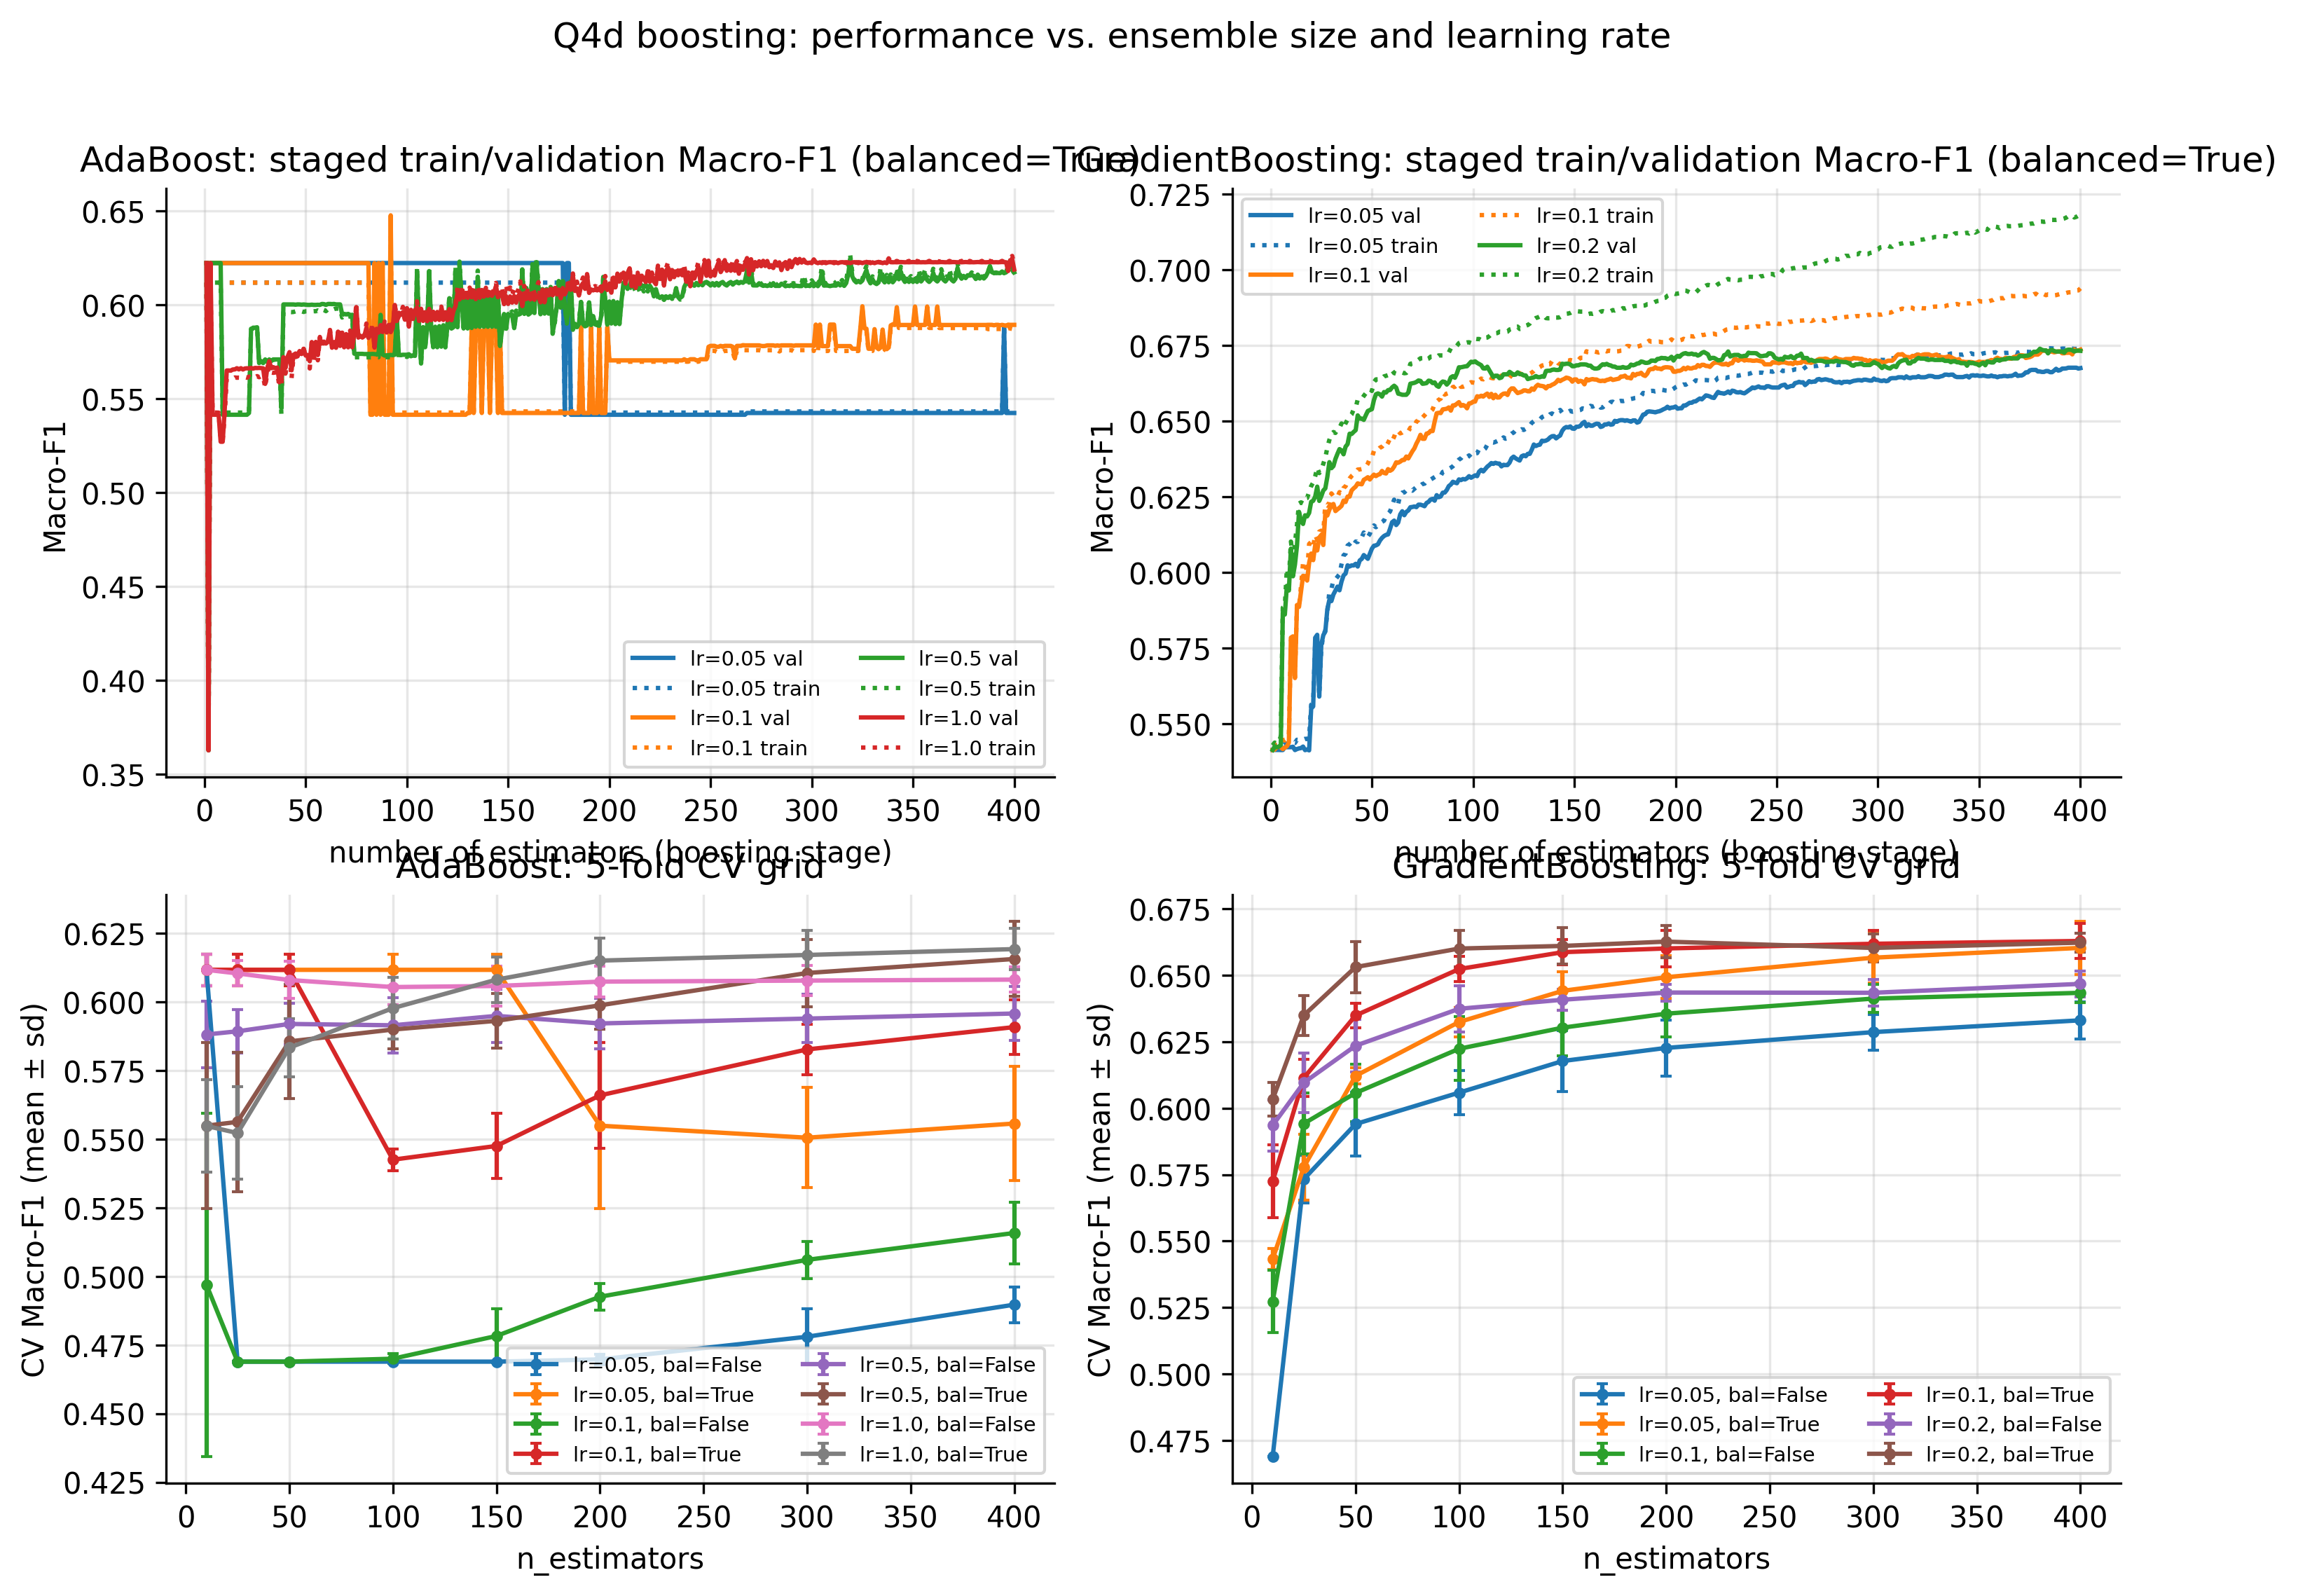 Q4d boosting: performance vs. ensemble size and learning rate
AdaBoost: staged train/validation Macro-F1 (balanced=True)
Macro-F1
0.65
0.60
0.55
0.50
0.45
0.40
0.35
lr=0.05 val
lr=0.05 train
lr=0.1 val
lr=0.1 train
lr=0.5 val
lr=0.5 train
lr=1.0 val
lr=1.0 train
0 50 100 150 200 250 300 350 400
number of estimators (boosting stage)
GradientBoosting: staged train/validation Macro-F1 (balanced=True)
Macro-F1
0.725
0.700
0.675
0.650
0.625
0.600
0.575
0.550
lr=0.05 val
lr=0.05 train
lr=0.1 val
lr=0.1 train
lr=0.2 val
lr=0.2 train
0 50 100 150 200 250 300 350 400
number of estimators (boosting stage)
AdaBoost: 5-fold CV grid
CV Macro-F1 (mean ± sd)
0.625
0.600
0.575
0.550
0.525
0.500
0.475
0.450
0.425
lr=0.05, bal=False
lr=0.05, bal=True
lr=0.1, bal=False
lr=0.1, bal=True
lr=0.5, bal=False
lr=0.5, bal=True
lr=1.0, bal=False
lr=1.0, bal=True
0 50 100 150 200 250 300 350 400
n_estimators
GradientBoosting: 5-fold CV grid
CV Macro-F1 (mean ± sd)
0.675
0.650
0.625
0.600
0.575
0.550
0.525
0.500
0.475
lr=0.05, bal=False
lr=0.05, bal=True
lr=0.1, bal=False
lr=0.1, bal=True
lr=0.2, bal=False
lr=0.2, bal=True
0 50 100 150 200 250 300 350 400
n_estimators